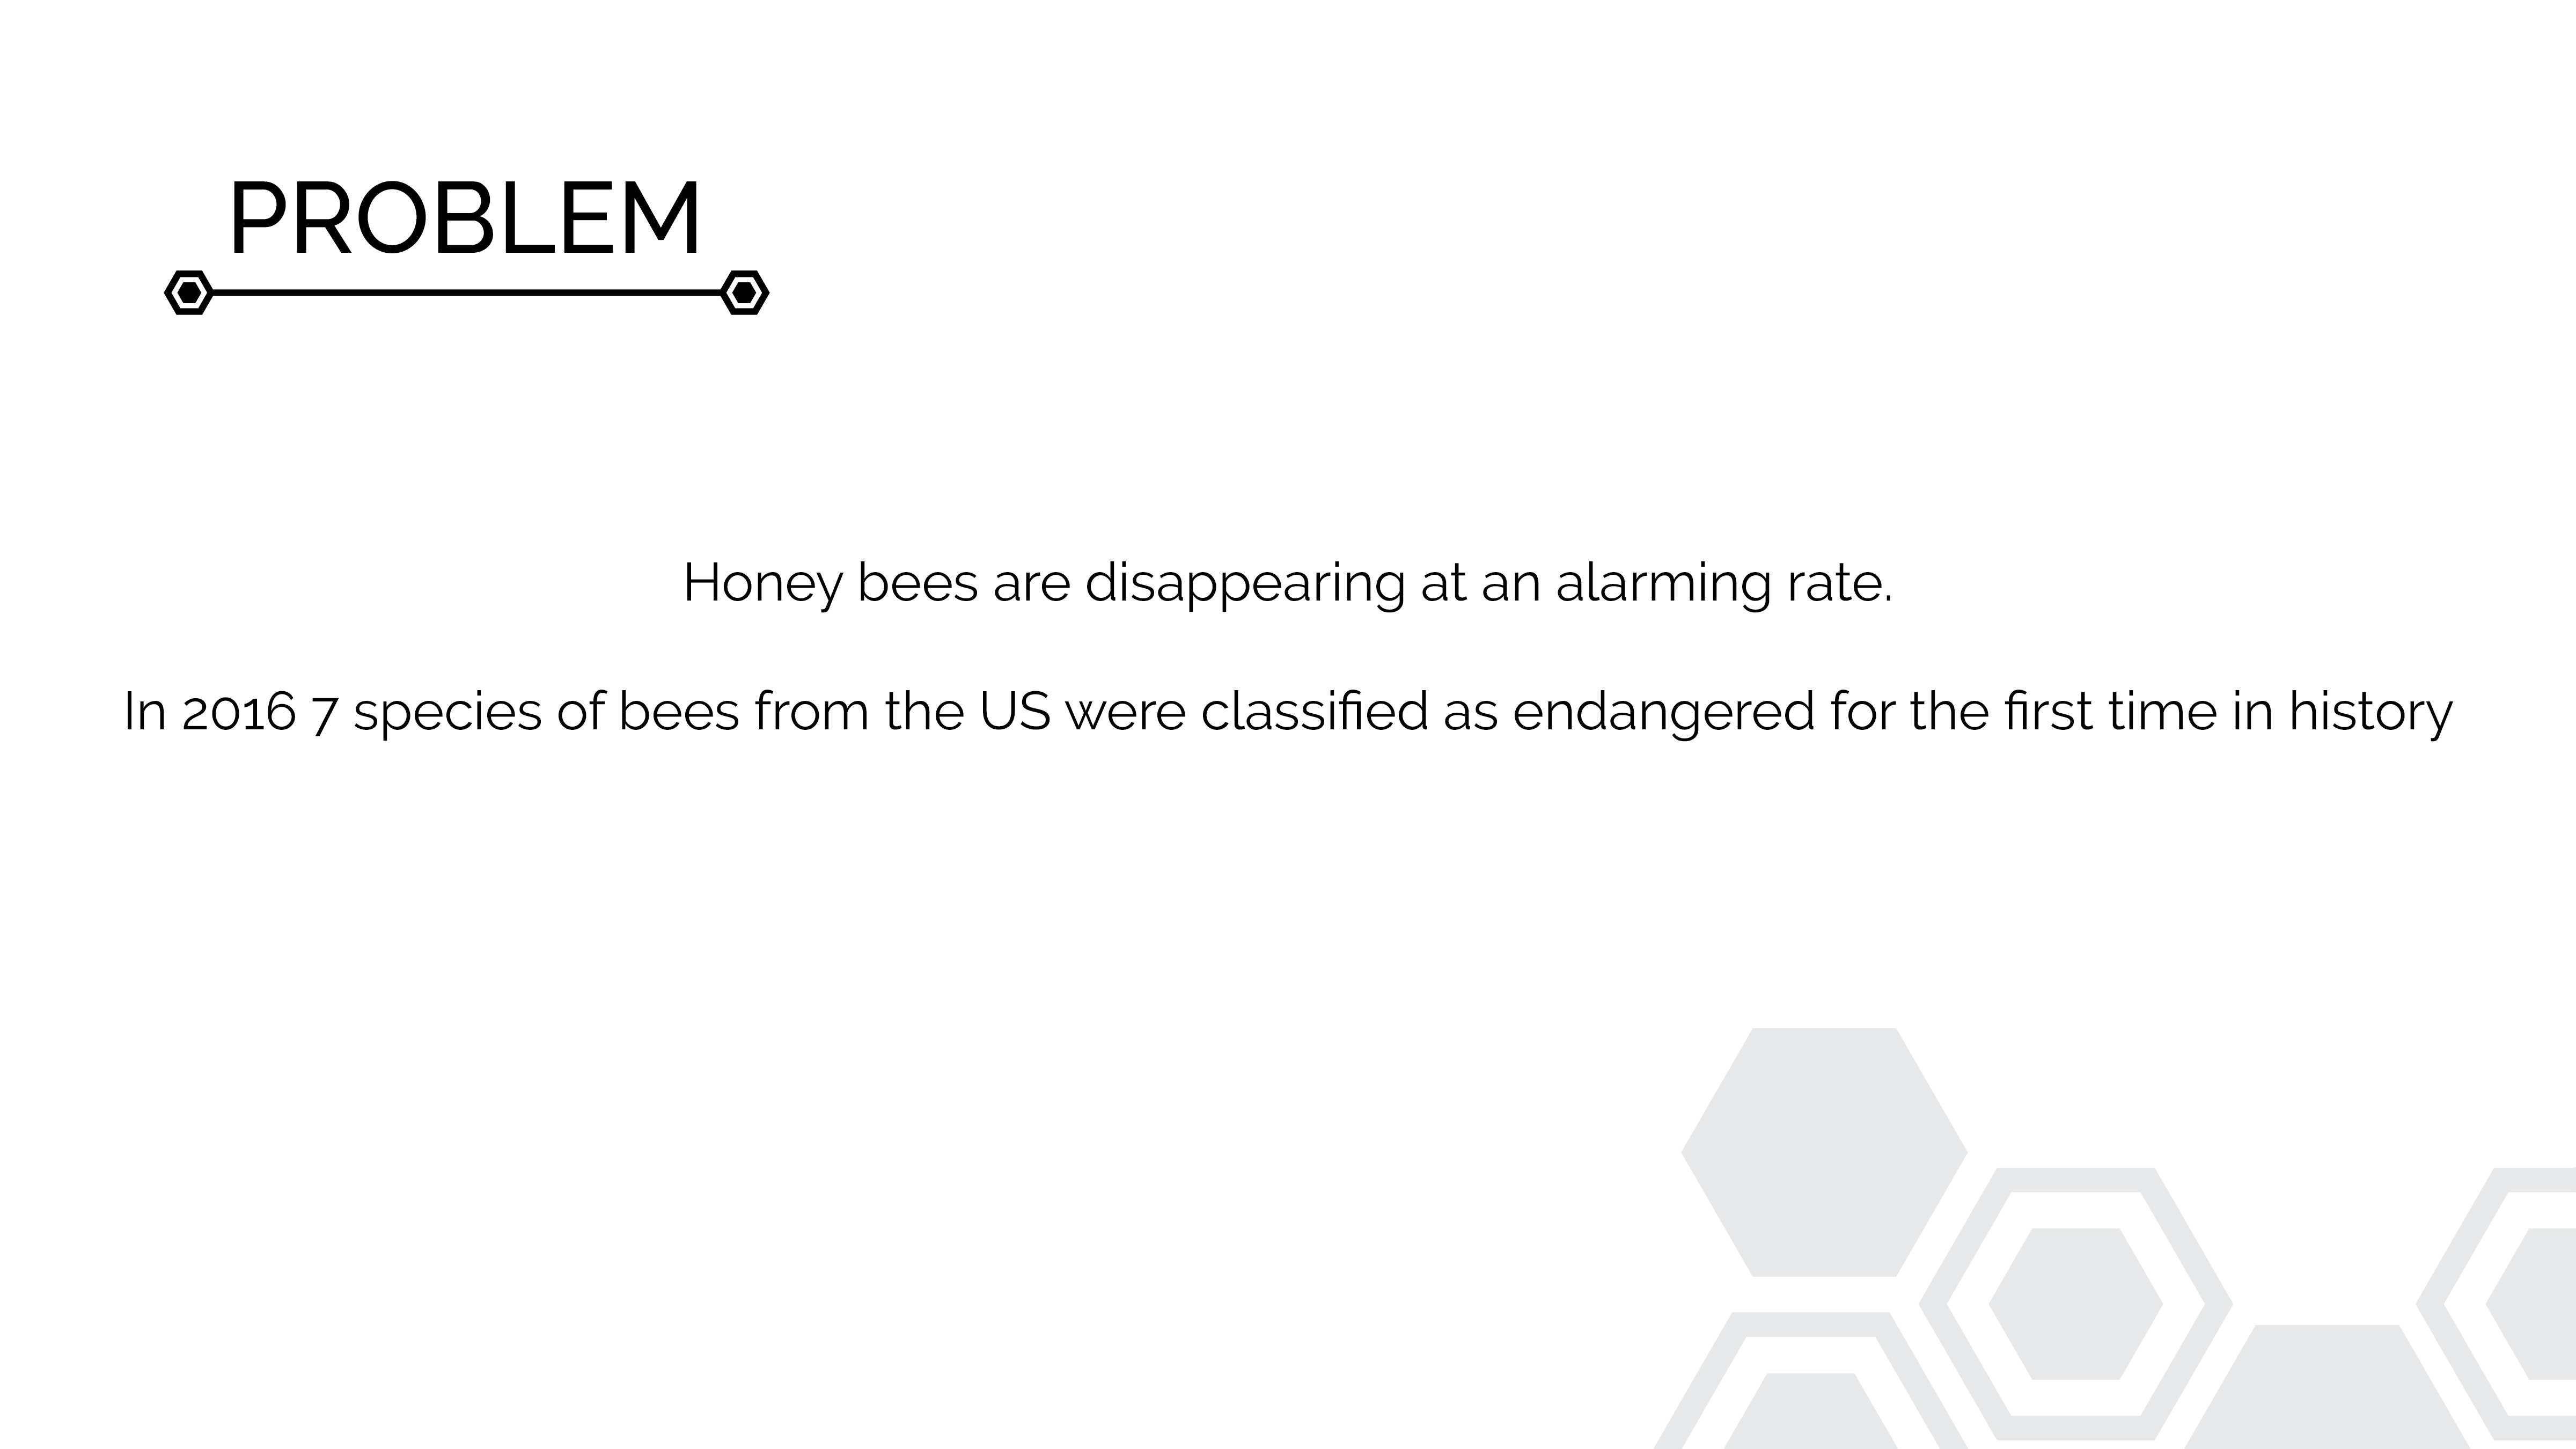 PROBLEM
Honey bees are disappearing at an alarming rate.
In 2016 7 species of bees from the US were classified as endangered for the first time in history